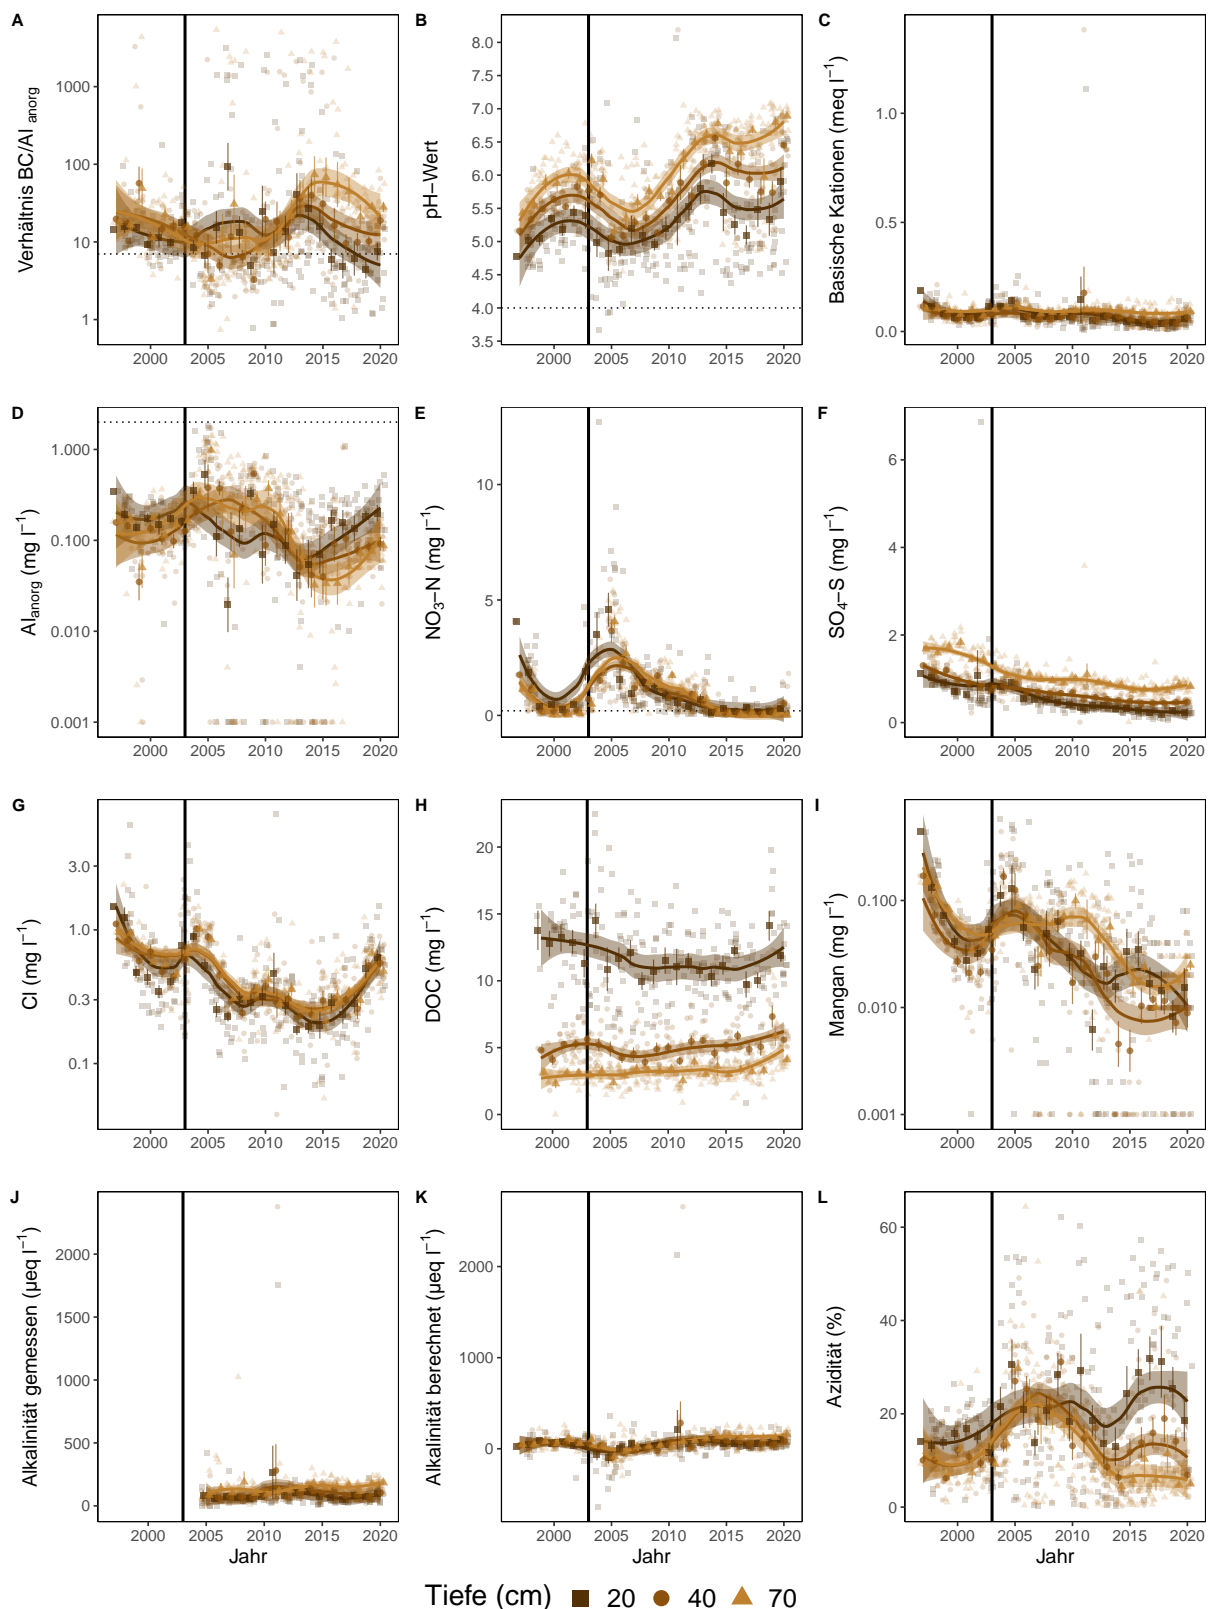 A
Verhältnis BC/Al anorg
1000
100
10
1
2000 2005 2010 2015 2020
B
pH−Wert
8.0
7.5
7.0
6.5
6.0
5.5
5.0
4.5
4.0
3.5
2000 2005 2010 2015 2020
C
Basische Kationen (meq l⁻¹)
1.0
0.5
0.0
2000 2005 2010 2015 2020
D
Al anorg (mg l⁻¹)
1.000
0.100
0.010
0.001
2000 2005 2010 2015 2020
E
NO₃−N (mg l⁻¹)
10
5
0
2000 2005 2010 2015 2020
F
SO₄−S (mg l⁻¹)
6
4
2
0
2000 2005 2010 2015 2020
G
Cl (mg l⁻¹)
3.0
1.0
0.3
0.1
2000 2005 2010 2015 2020
H
DOC (mg l⁻¹)
20
15
10
5
0
2000 2005 2010 2015 2020
I
Mangan (mg l⁻¹)
0.100
0.010
0.001
2000 2005 2010 2015 2020
J
Alkalinität gemessen (µeq l⁻¹)
2000
1500
1000
500
0
2000 2005 2010 2015 2020
Jahr
K
Alkalinität berechnet (µeq l⁻¹)
2000
1000
0
2000 2005 2010 2015 2020
Jahr
L
Azidität (%)
60
40
20
0
2000 2005 2010 2015 2020
Jahr
Tiefe (cm) 20 40 70